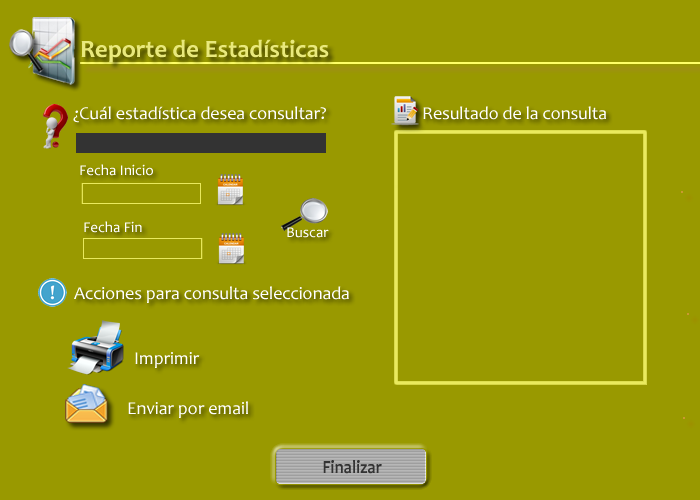 Reporte de Estadísticas
¿Cuál estadística desea consultar?
Fecha Inicio
Fecha Fin
Buscar
Acciones para consulta seleccionada
Imprimir
Enviar por email
Resultado de la consulta
Finalizar